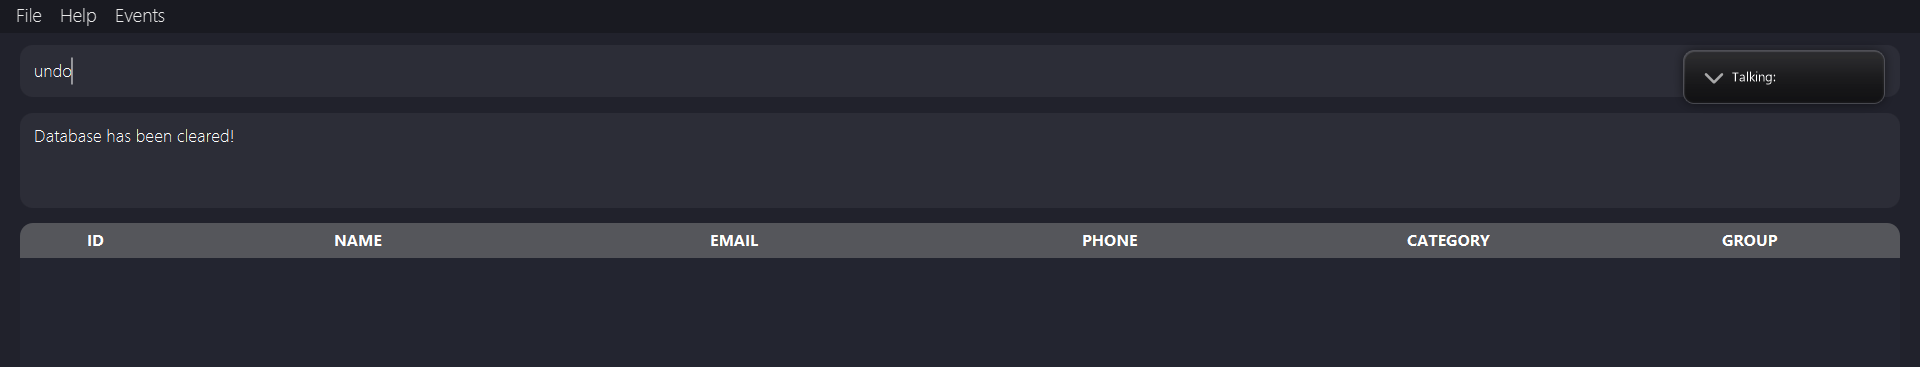 File Help Events
undo
Talking:
Database has been cleared!
ID NAME EMAIL PHONE CATEGORY GROUP